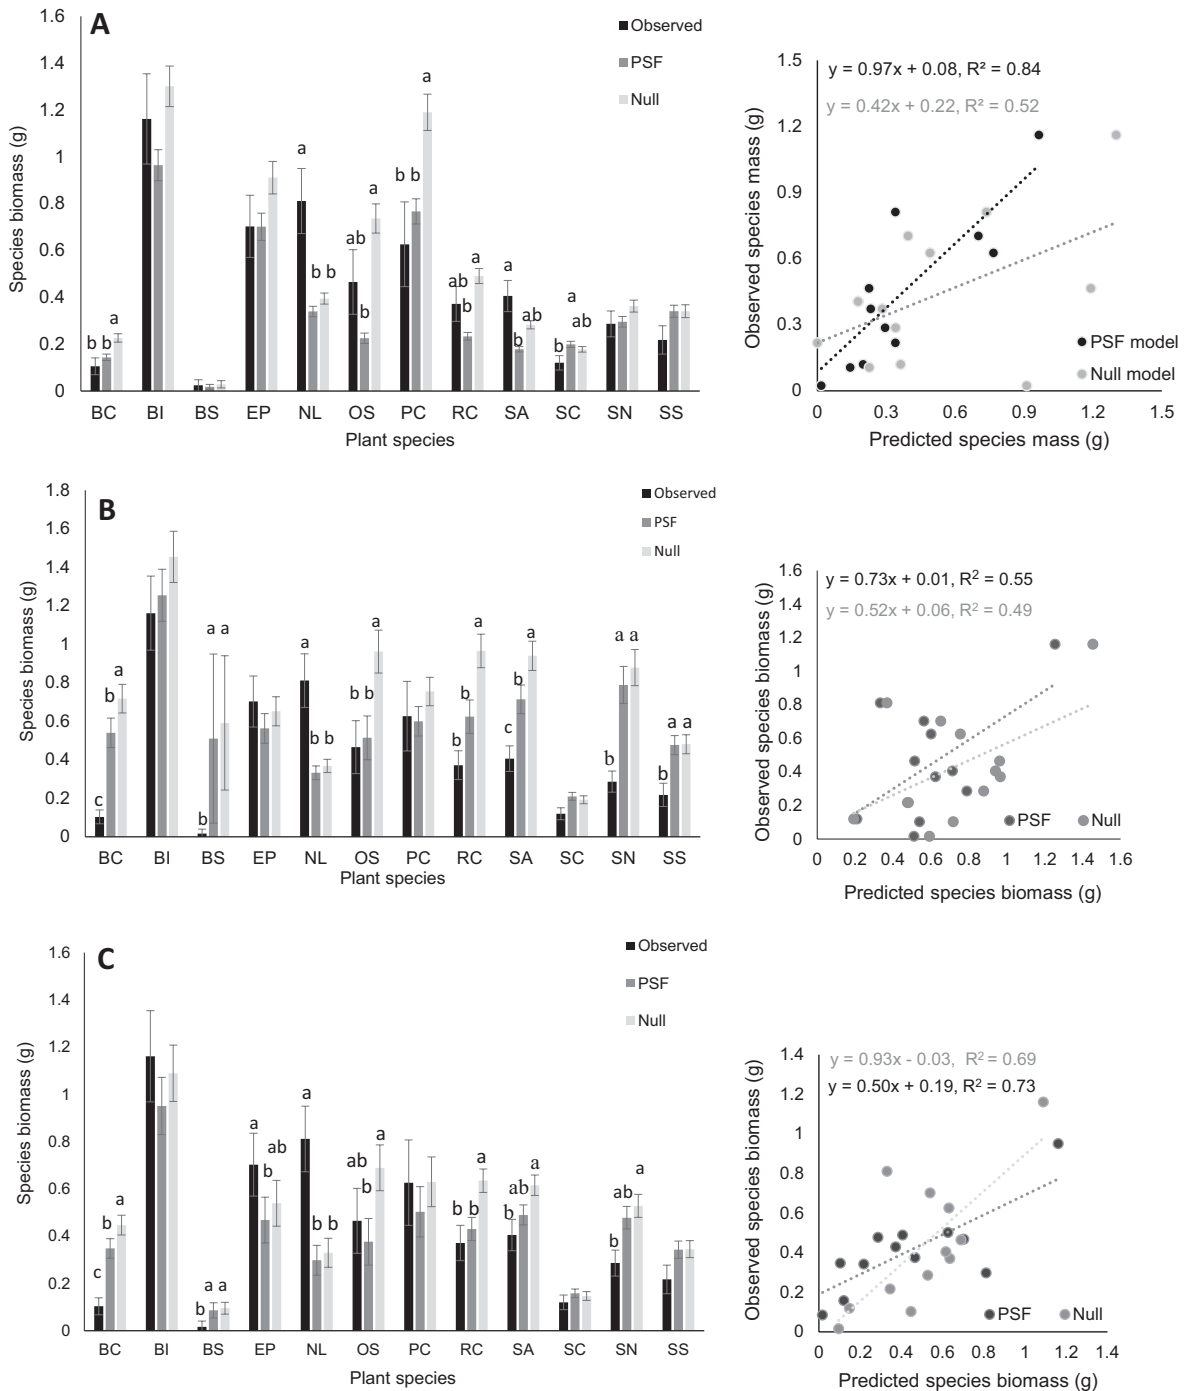 A
Observed
PSF
Null
Species biomass (g)
1.6
1.4
1.2
1
0.8
0.6
0.4
0.2
0
b b a
a b b
ab b a
b b a
ab b a
a b ab
b a ab
BC BI BS EP NL OS PC RC SA SC SN SS
Plant species
y = 0.97x + 0.08, R² = 0.84
y = 0.42x + 0.22, R² = 0.52
Observed species mass (g)
1.5
1.2
0.9
0.6
0.3
0
PSF model
Null model
0 0.3 0.6 0.9 1.2 1.5
Predicted species mass (g)
B
Observed
PSF
Null
Species biomass (g)
1.8
1.6
1.4
1.2
1
0.8
0.6
0.4
0.2
0
c b a
b a a
a b b
b b a
b b a
c b a
b a a
b a a
BC BI BS EP NL OS PC RC SA SC SN SS
Plant species
y = 0.73x + 0.01, R² = 0.55
y = 0.52x + 0.06, R² = 0.49
Observed species biomass (g)
1.6
1.4
1.2
1
0.8
0.6
0.4
0.2
0
PSF Null
0 0.2 0.4 0.6 0.8 1 1.2 1.4 1.6
Predicted species biomass (g)
C
Observed
PSF
Null
Species biomass (g)
1.6
1.4
1.2
1
0.8
0.6
0.4
0.2
0
c b a
b a a
a b ab
a b b
ab b a
b b a
b ab a
b ab a
BC BI BS EP NL OS PC RC SA SC SN SS
Plant species
y = 0.93x - 0.03, R² = 0.69
y = 0.50x + 0.19, R² = 0.73
Observed species biomass (g)
1.4
1.2
1
0.8
0.6
0.4
0.2
0
PSF Null
0 0.2 0.4 0.6 0.8 1 1.2 1.4
Predicted species biomass (g)